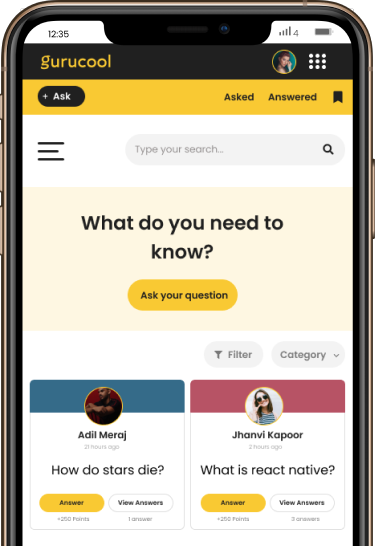 12:35
4
gurucool
+ Ask
Asked
Answered
Type your search...
What do you need to
know?
Ask your question
Filter
Category
Adil Meraj
21 hours ago
How do stars die?
Answer
View Answers
+250 Points
1 answer
Jhanvi Kapoor
2 hours ago
What is react native?
Answer
View Answers
+250 Points
3 answers